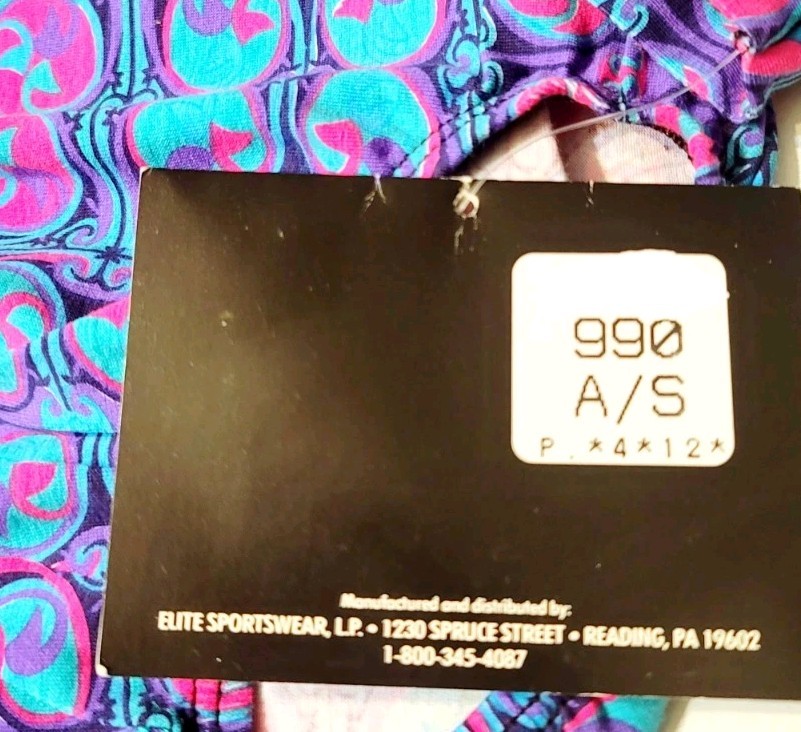 990
A/S
P.*4*12*
Manufactured and distributed by:
ELITE SPORTSWEAR, L.P. • 1230 SPRUCE STREET • READING, PA 19602
1-800-345-4087